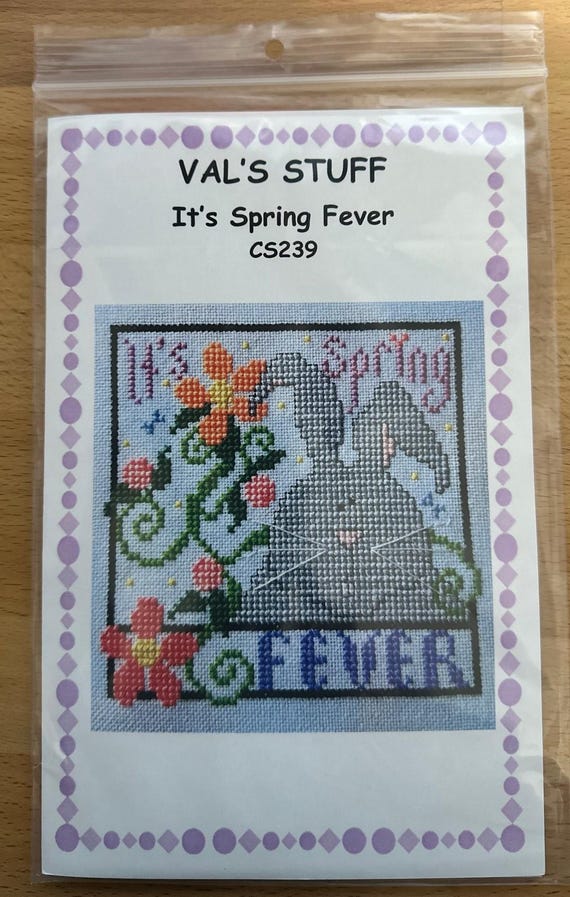 VAL'S STUFF
It's Spring Fever
CS239
It's Spring
FEVER